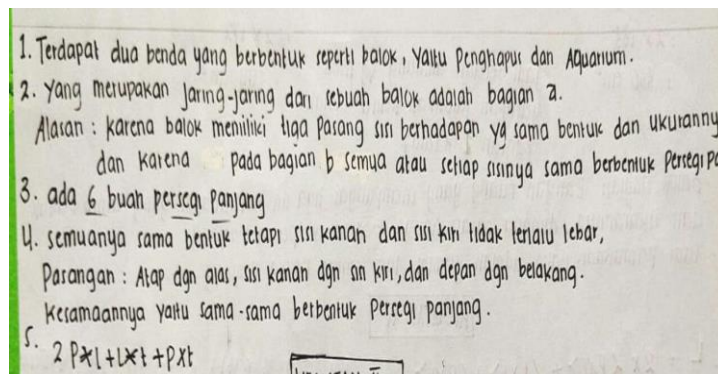 1. Terdapat dua benda yang berbentuk seperti balok, yaitu Penghapus dan Aquarium.
2. Yang merupakan Jaring-jaring dari sebuah balok adalah bagian a.
Alasan : karena balok memiliki tiga Pasang sisi berhadapan yg sama bentuk dan ukuranny
dan karena pada bagian b semua atau setiap sisinya sama berbentuk Persegi Pa
3. ada 6 buah persegi panjang
4. semuanya sama bentuk tetapi sisi kanan dan sisi kiri tidak terlalu lebar,
Pasangan : Atap dgn alas, sisi kanan dgn sisi kiri, dan depan dgn belakang.
Kesamaannya yaitu sama-sama berbentuk Persegi panjang.
5.
2 P×l+l×t+p×t